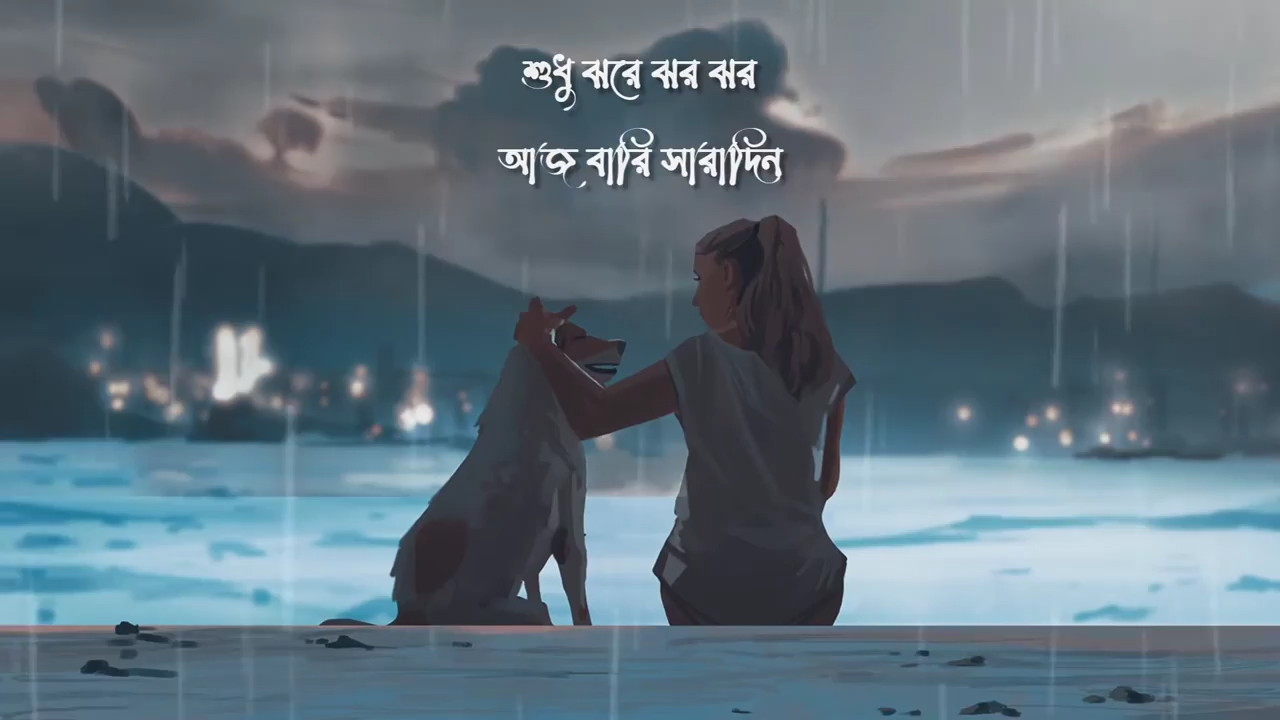 শুধু ঝরে ঝর ঝর
আজ বারি সারাদিন